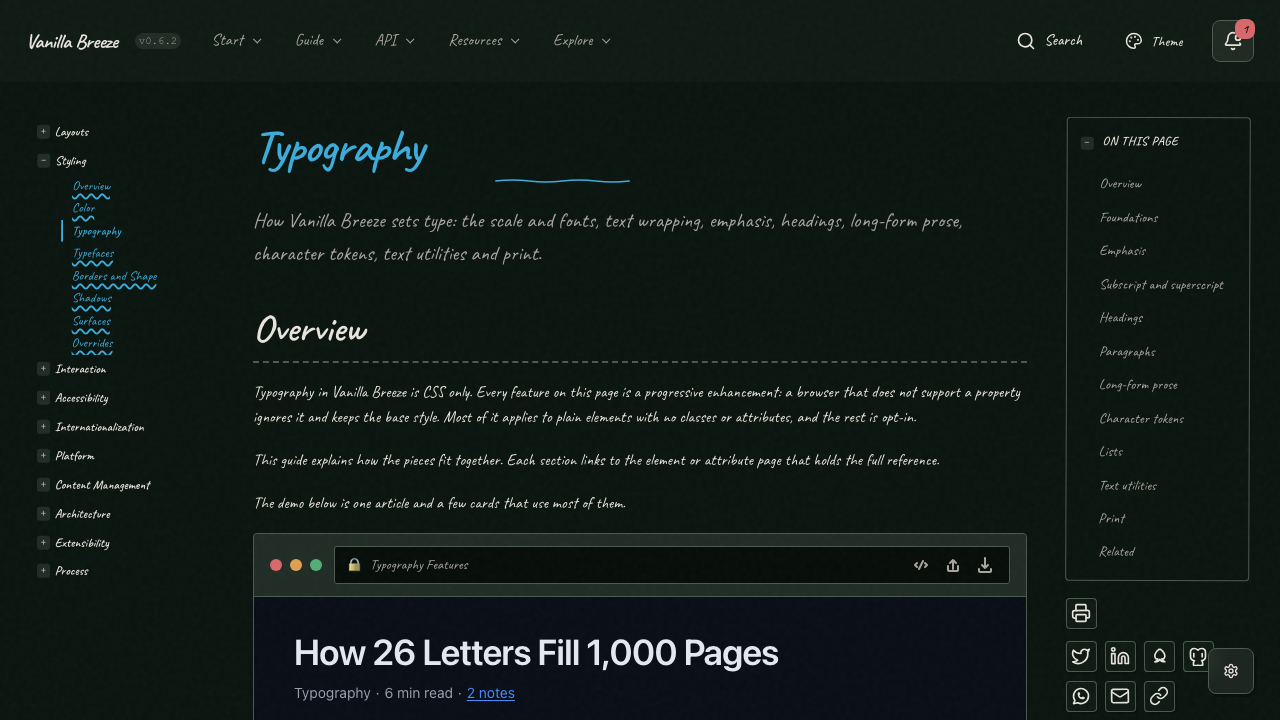 Vanilla Breeze v0.6.2 Start Guide API Resources Explore Search Theme 1
Layouts
Styling
Overview
Color
Typography
Typefaces
Borders and Shape
Shadows
Surfaces
Overrides
Interaction
Accessibility
Internationalization
Platform
Content Management
Architecture
Extensibility
Process
Typography
How Vanilla Breeze sets type: the scale and fonts, text wrapping, emphasis, headings, long-form prose,
character tokens, text utilities and print.
Overview
Typography in Vanilla Breeze is CSS only. Every feature on this page is a progressive enhancement: a browser that does not support a property
ignores it and keeps the base style. Most of it applies to plain elements with no classes or attributes, and the rest is opt-in.
This guide explains how the pieces fit together. Each section links to the element or attribute page that holds the full reference.
The demo below is one article and a few cards that use most of them.
Typography Features
How 26 Letters Fill 1,000 Pages
Typography · 6 min read · 2 notes
ON THIS PAGE
Overview
Foundations
Emphasis
Subscript and superscript
Headings
Paragraphs
Long-form prose
Character tokens
Lists
Text utilities
Print
Related